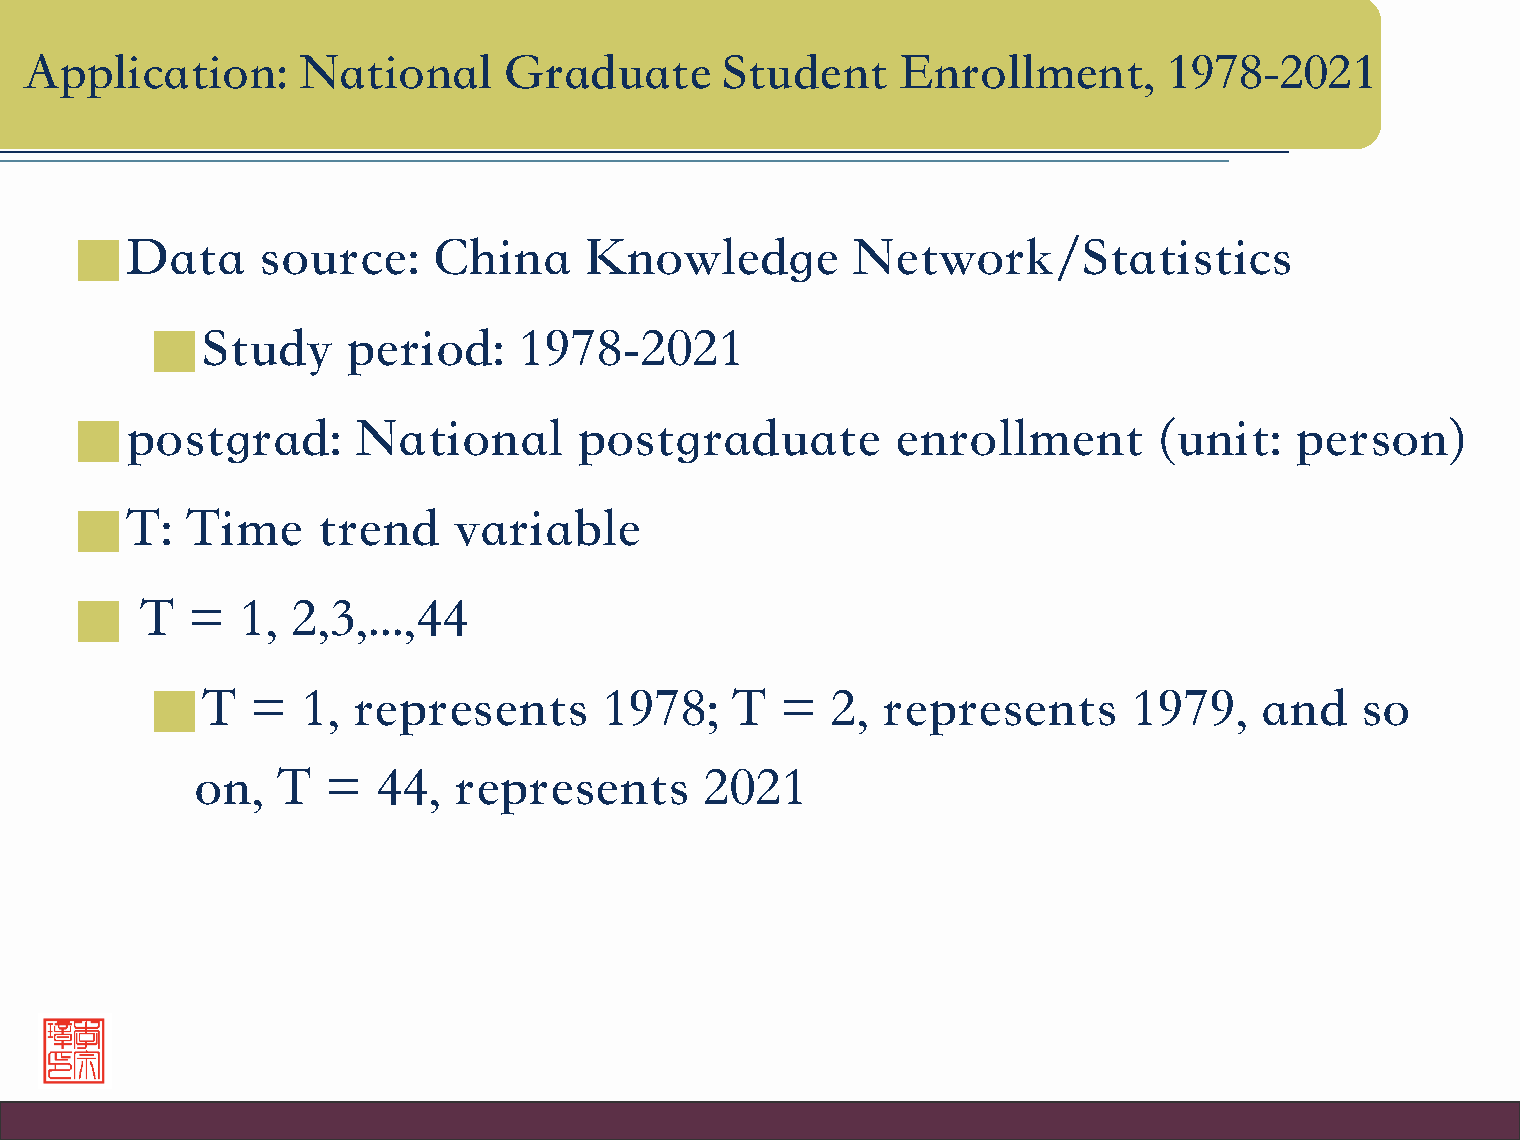 Application: National Graduate Student Enrollment, 1978-2021
Data source: China Knowledge Network/Statistics
Study period: 1978-2021
postgrad: National postgraduate enrollment (unit: person)
T: Time trend variable
T = 1, 2,3,...,44
T = 1, represents 1978; T = 2, represents 1979, and so
on, T = 44, represents 2021